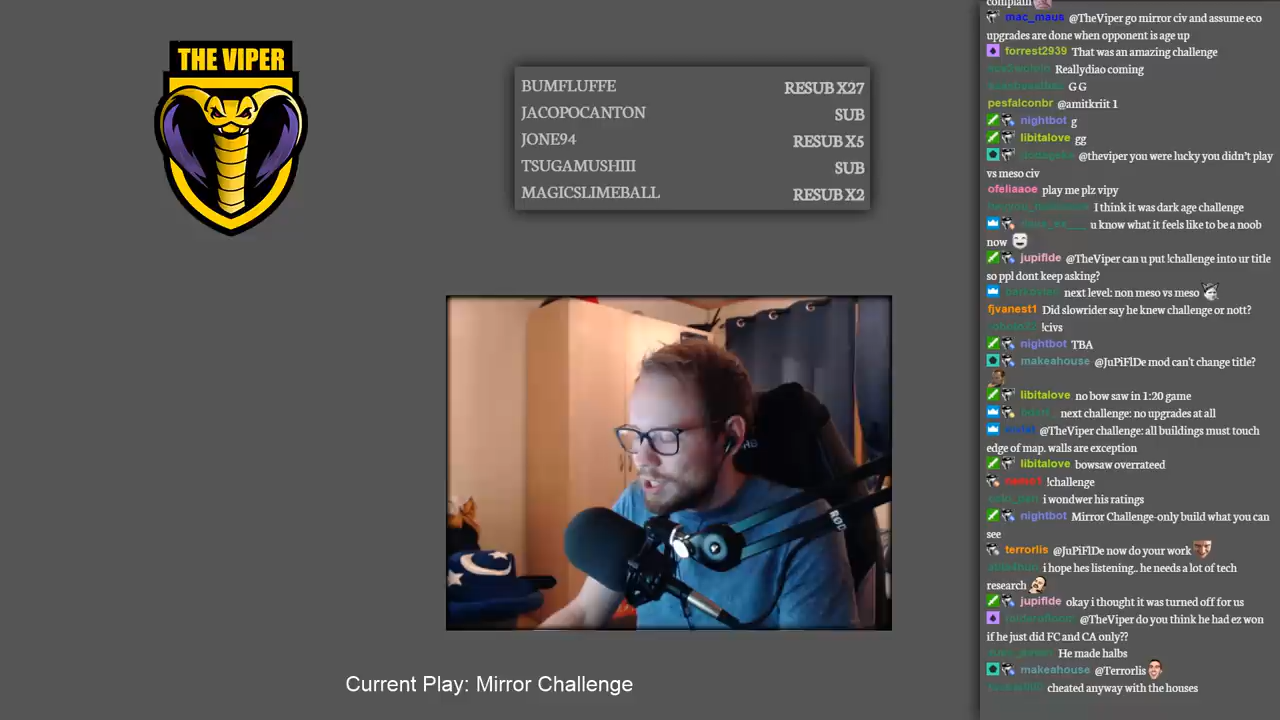 THE VIPER
BUMFLUFFE RESUB X27
JACOPOCANTON SUB
JONE94 RESUB X5
TSUGAMUSHIII SUB
MAGICSLIMEBALL RESUB X2
Current Play: Mirror Challenge
complain
mac_maus @TheViper go mirror civ and assume eco
upgrades are done when opponent is age up
forrest2939 That was an amazing challenge
Reallydiao coming
G G
pesfalconbr @amitkriit 1
nightbot g
libitalove gg
@theviper you were lucky you didn't play
vs meso civ
ofeliaaoe play me plz vipy
I think it was dark age challenge
u know what it feels like to be a noob
now
jupiflde @TheViper can u put !challenge into ur title
so ppl dont keep asking?
next level: non meso vs meso
fjvanest1 Did slowrider say he knew challenge or nott?
!civs
nightbot TBA
makeahouse @JuPiFlDe mod can't change title?
libitalove no bow saw in 1:20 game
next challenge: no upgrades at all
@TheViper challenge: all buildings must touch
edge of map. walls are exception
libitalove bowsaw overrateed
!challenge
i wondwer his ratings
nightbot Mirror Challenge-only build what you can
see
terrorlis @JuPiFlDe now do your work
i hope hes listening.. he needs a lot of tech
research
jupiflde okay i thought it was turned off for us
@TheViper do you think he had ez won
if he just did FC and CA only??
He made halbs
makeahouse @Terrorlis
cheated anyway with the houses